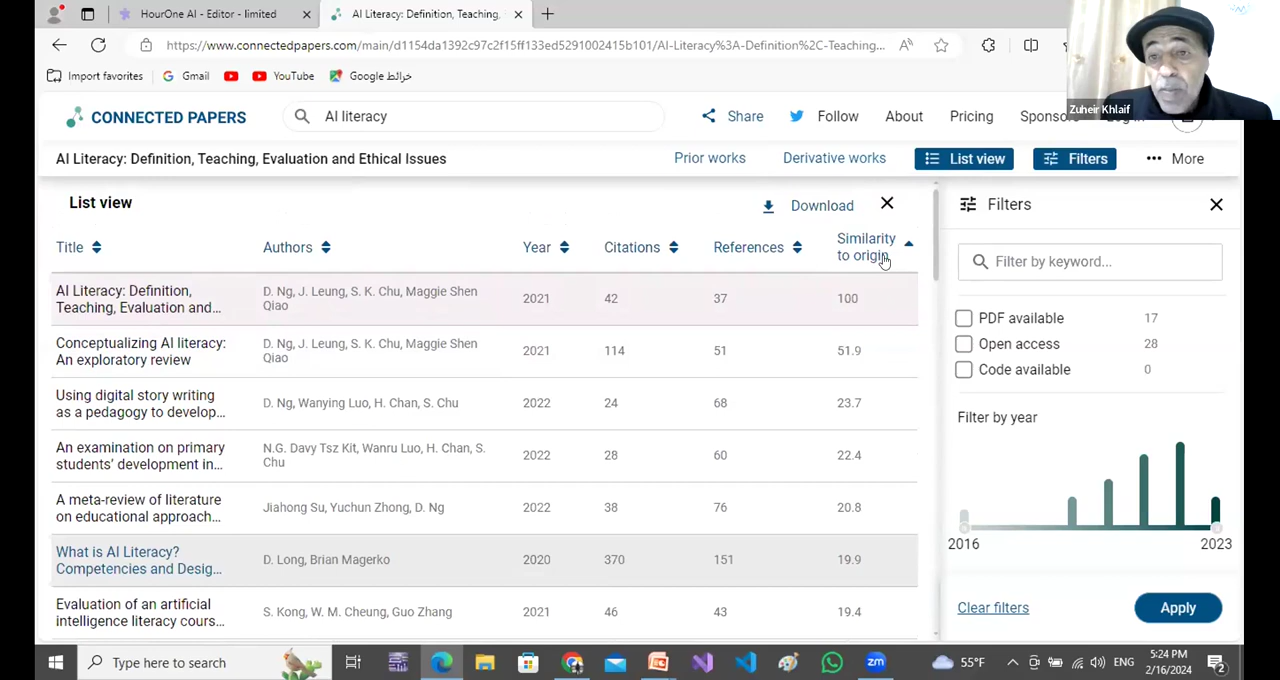 HourOne AI - Editor - limited
AI Literacy: Definition, Teaching,
https://www.connectedpapers.com/main/d1154da1392c97c2f15ff133ed5291002415b101/AI-Literacy%3A-Definition%2C-Teaching...
Import favorites
Gmail
YouTube
Google خرائط
Zuheir Khlaif
CONNECTED PAPERS
AI literacy
Share
Follow
About
Pricing
Sponsors
AI Literacy: Definition, Teaching, Evaluation and Ethical Issues
Prior works
Derivative works
List view
Filters
More
List view
Download
Title
Authors
Year
Citations
References
Similarity
to origin
AI Literacy: Definition,
Teaching, Evaluation and...
D. Ng, J. Leung, S. K. Chu, Maggie Shen
Qiao
2021
42
37
100
Conceptualizing AI literacy:
An exploratory review
D. Ng, J. Leung, S. K. Chu, Maggie Shen
Qiao
2021
114
51
51.9
Using digital story writing
as a pedagogy to develop...
D. Ng, Wanying Luo, H. Chan, S. Chu
2022
24
68
23.7
An examination on primary
students' development in...
N.G. Davy Tsz Kit, Wanru Luo, H. Chan, S.
Chu
2022
28
60
22.4
A meta-review of literature
on educational approach...
Jiahong Su, Yuchun Zhong, D. Ng
2022
38
76
20.8
What is AI Literacy?
Competencies and Desig...
D. Long, Brian Magerko
2020
370
151
19.9
Evaluation of an artificial
intelligence literacy cours...
S. Kong, W. M. Cheung, Guo Zhang
2021
46
43
19.4
Filters
Filter by keyword...
PDF available 17
Open access 28
Code available 0
Filter by year
2016
2023
Clear filters
Apply
Type here to search
zm
55°F
ENG
5:24 PM
2/16/2024
2